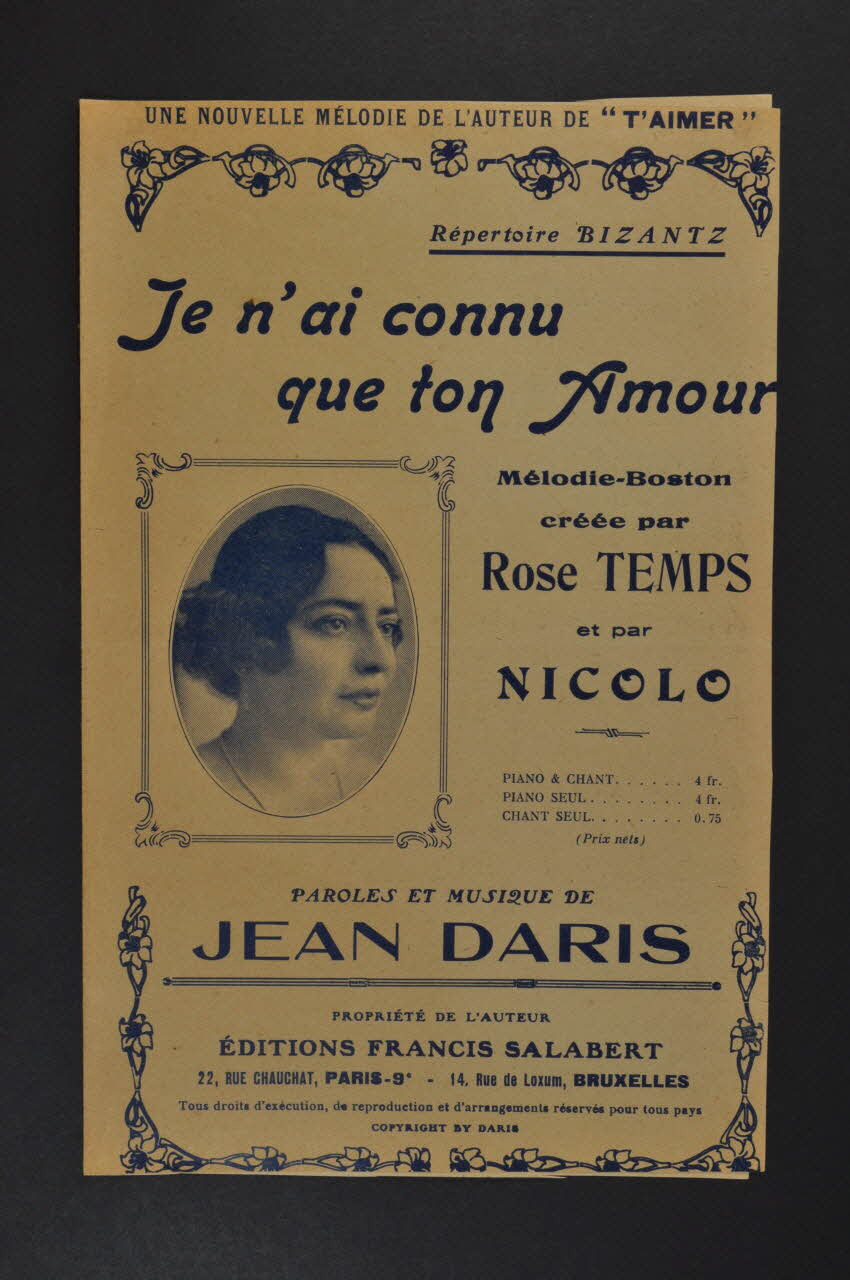 UNE NOUVELLE MÉLODIE DE L'AUTEUR DE “ T'AIMER ”
Répertoire BIZANTZ
Je n'ai connu
que ton Amour
Mélodie-Boston
créée par
Rose TEMPS
et par
NICOLO
PIANO & CHANT. . . . . . 4 fr.
PIANO SEUL . . . . . . . . 4 fr.
CHANT SEUL. . . . . . . . 0.75
(Prix nets)
PAROLES ET MUSIQUE DE
JEAN DARIS
PROPRIÉTÉ DE L'AUTEUR
ÉDITIONS FRANCIS SALABERT
22, RUE CHAUCHAT, PARIS-9e - 14, Rue de Loxum, BRUXELLES
Tous droits d'exécution, de reproduction et d'arrangements réservés pour tous pays
COPYRIGHT BY DARIS